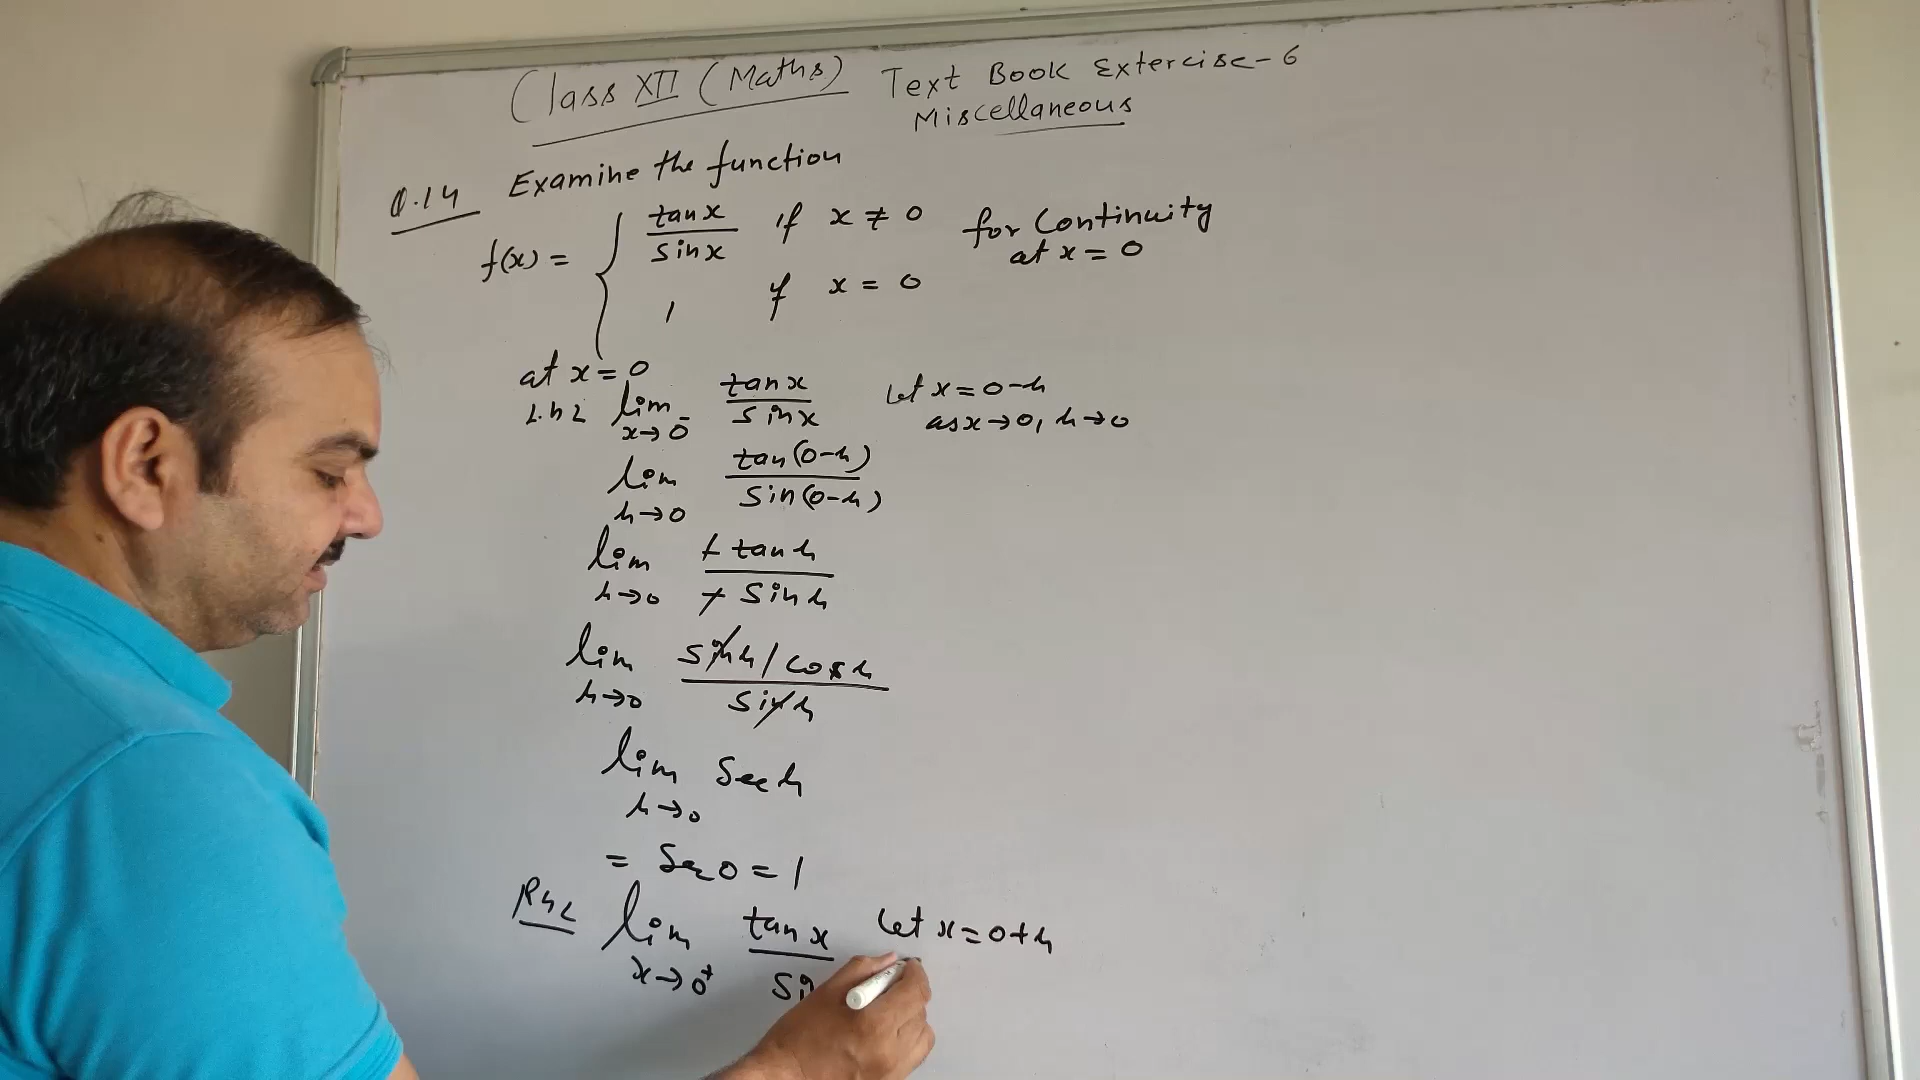 Class XII (Maths) Text Book Extercise-6
Miscellaneous
Q.14 Examine the function
f(x) = { tanx / sinx if x ≠ 0 for Continuity
at x = 0
1 if x = 0
at x = 0
L.h.L lim x→0⁻ tanx / sinx Let x = 0-h
as x→0, h→0
lim h→0 tan(0-h) / sin(0-h)
lim h→0 - tanh / - sinh
lim h→0 sinh/cosh / sinh
lim h→0 Sech
= Sec0 = 1
RhL lim x→0⁺ tanx / Let x = 0+h